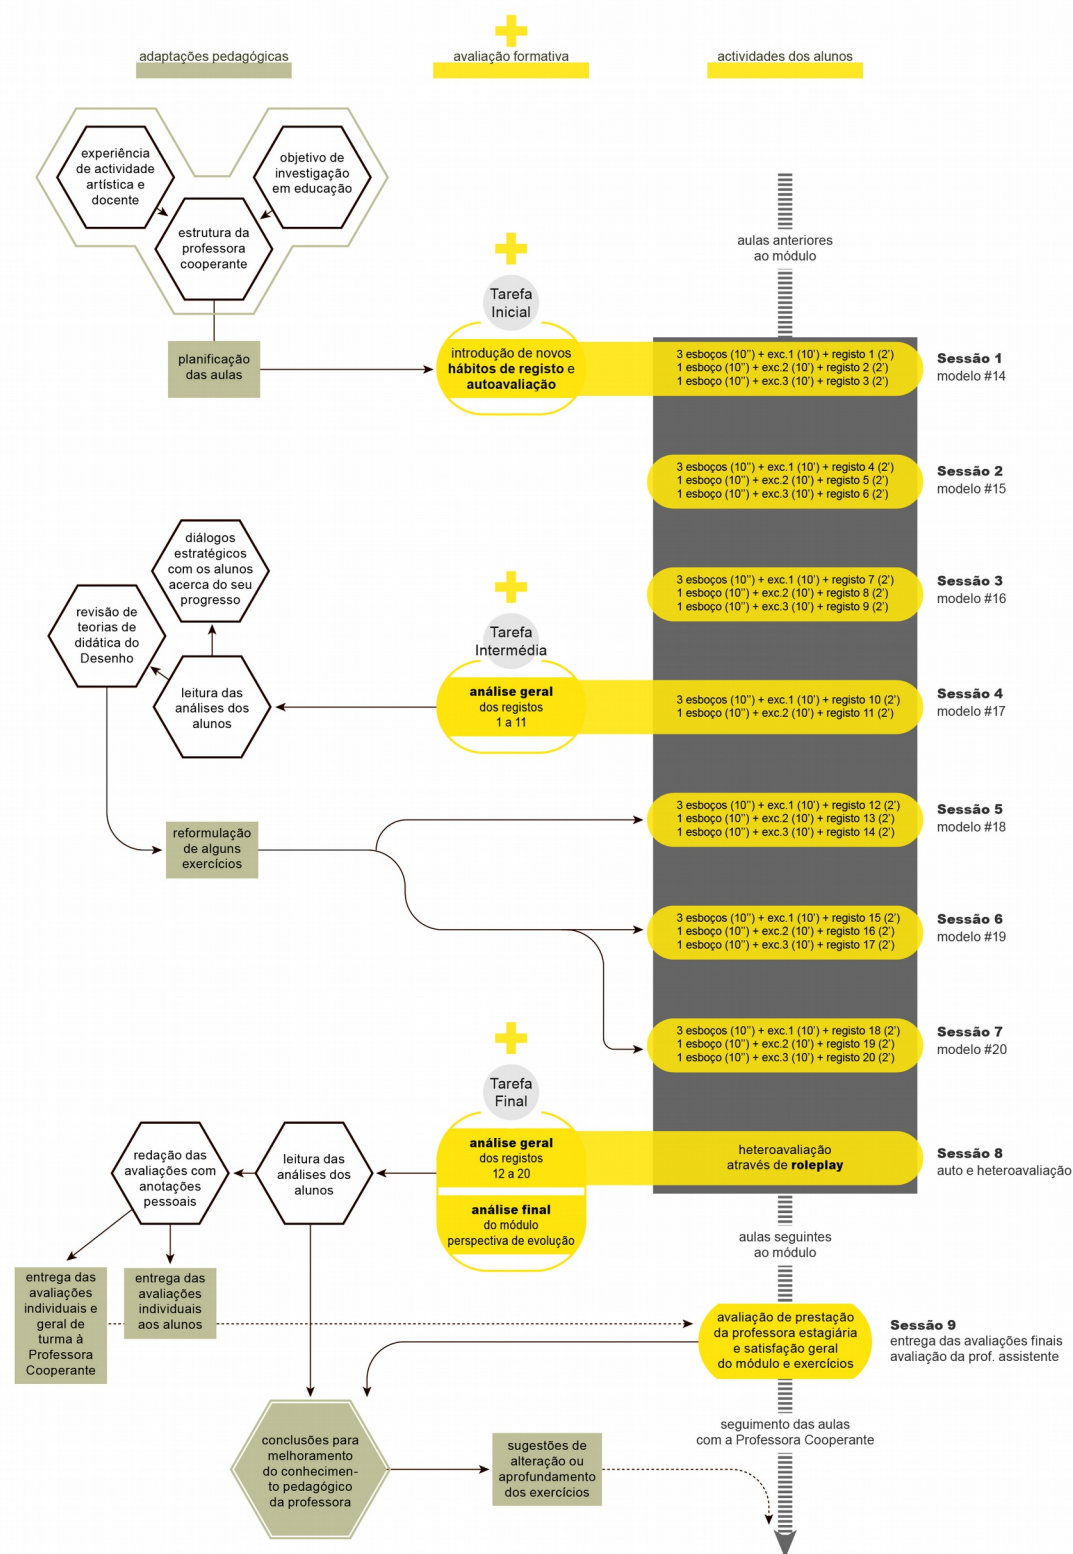 adaptações pedagógicas
avaliação formativa
actividades dos alunos
experiência
de actividade
artística e
docente
objetivo de
investigação
em educação
estrutura da
professora
cooperante
aulas anteriores
ao módulo
Tarefa
Inicial
planificação
das aulas
introdução de novos
hábitos de registo e
autoavaliação
3 esboços (10'') + exc.1 (10') + registo 1 (2')
1 esboço (10'') + exc.2 (10') + registo 2 (2')
1 esboço (10'') + exc.3 (10') + registo 3 (2')
Sessão 1
modelo #14
3 esboços (10'') + exc.1 (10') + registo 4 (2')
1 esboço (10'') + exc.2 (10') + registo 5 (2')
1 esboço (10'') + exc.3 (10') + registo 6 (2')
Sessão 2
modelo #15
diálogos
estratégicos
com os alunos
acerca do seu
progresso
3 esboços (10'') + exc.1 (10') + registo 7 (2')
1 esboço (10'') + exc.2 (10') + registo 8 (2')
1 esboço (10'') + exc.3 (10') + registo 9 (2')
Sessão 3
modelo #16
revisão de
teorias de
didática do
Desenho
Tarefa
Intermédia
leitura das
análises dos
alunos
análise geral
dos registos
1 a 11
3 esboços (10'') + exc.1 (10') + registo 10 (2')
1 esboço (10'') + exc.2 (10') + registo 11 (2')
Sessão 4
modelo #17
reformulação
de alguns
exercícios
3 esboços (10'') + exc.1 (10') + registo 12 (2')
1 esboço (10'') + exc.2 (10') + registo 13 (2')
1 esboço (10'') + exc.3 (10') + registo 14 (2')
Sessão 5
modelo #18
3 esboços (10'') + exc.1 (10') + registo 15 (2')
1 esboço (10'') + exc.2 (10') + registo 16 (2')
1 esboço (10'') + exc.3 (10') + registo 17 (2')
Sessão 6
modelo #19
3 esboços (10'') + exc.1 (10') + registo 18 (2')
1 esboço (10'') + exc.2 (10') + registo 19 (2')
1 esboço (10'') + exc.3 (10') + registo 20 (2')
Sessão 7
modelo #20
Tarefa
Final
redação das
avaliações com
anotações
pessoais
leitura das
análises dos
alunos
análise geral
dos registos
12 a 20
análise final
do módulo
perspectiva de evolução
heteroavaliação
através de roleplay
Sessão 8
auto e heteroavaliação
aulas seguintes
ao módulo
entrega das
avaliações
individuais e
geral de
turma à
Professora
Cooperante
entrega das
avaliações
individuais
aos alunos
avaliação de prestação
da professora estagiária
e satisfação geral
do módulo e exercícios
Sessão 9
entrega das avaliações finais
avaliação da prof. assistente
seguimento das aulas
com a Professora Cooperante
conclusões para
melhoramento
do conhecimen-
to pedagógico
da professora
sugestões de
alteração ou
aprofundamento
dos exercícios